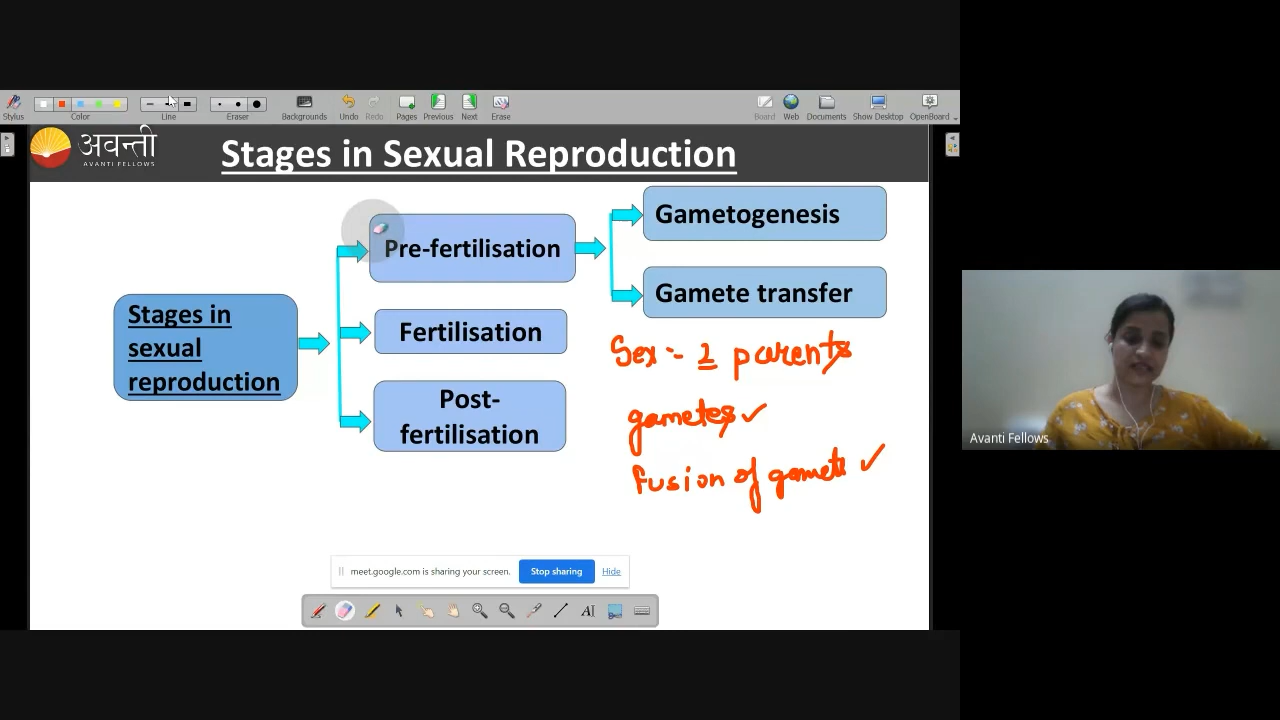 Stylus
Color
Line
Eraser
Backgrounds
Undo
Redo
Pages
Previous
Next
Erase
Board
Web
Documents
Show Desktop
OpenBoard
अवन्ती
AVANTI FELLOWS
Stages in Sexual Reproduction
Stages in
sexual
reproduction
Pre-fertilisation
Fertilisation
Post-
fertilisation
Gametogenesis
Gamete transfer
Sex :- 2 parents
gametes ✓
fusion of gamete ✓
meet.google.com is sharing your screen.
Stop sharing
Hide
AI
Avanti Fellows